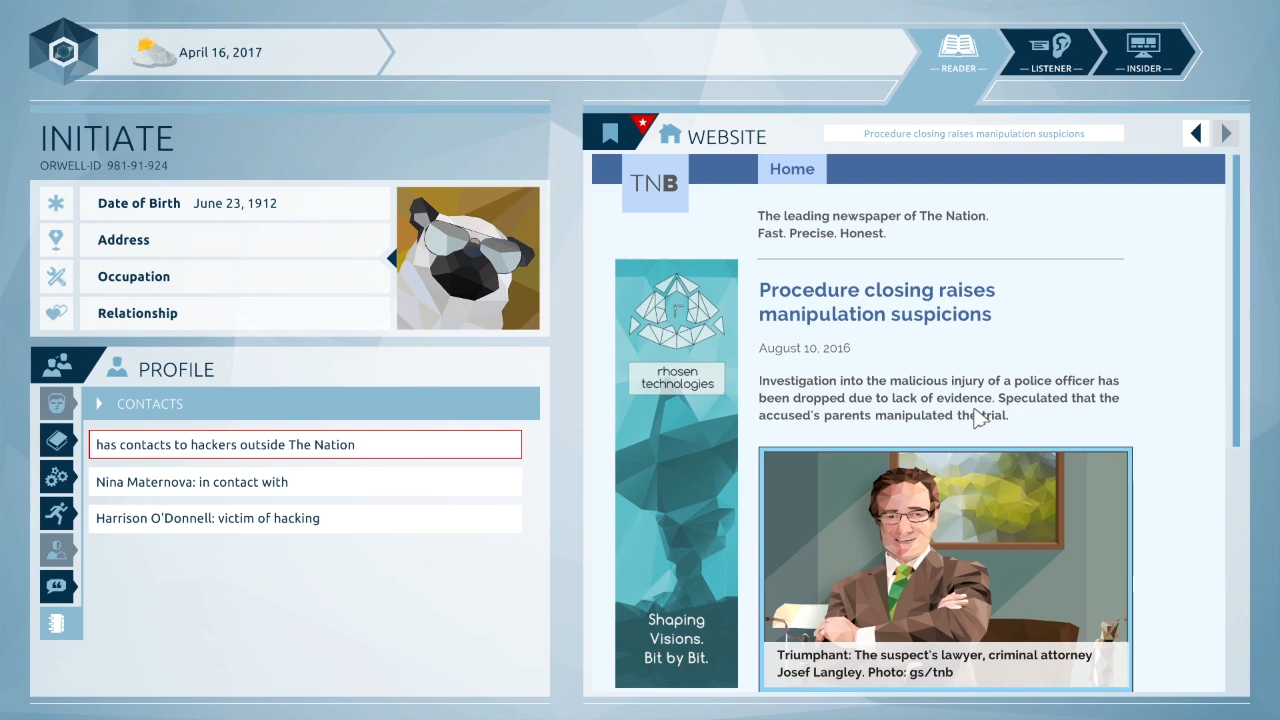 April 16, 2017
— READER —
— LISTENER —
— INSIDER —
INITIATE
ORWELL-ID 981-91-924
Date of Birth June 23, 1912
Address
Occupation
Relationship
PROFILE
CONTACTS
has contacts to hackers outside The Nation
Nina Maternova: in contact with
Harrison O'Donnell: victim of hacking
WEBSITE
Procedure closing raises manipulation suspicions
TNB
Home
The leading newspaper of The Nation.
Fast. Precise. Honest.
rhosen
technologies
Shaping
Visions.
Bit by Bit.
Procedure closing raises
manipulation suspicions
August 10, 2016
Investigation into the malicious injury of a police officer has
been dropped due to lack of evidence. Speculated that the
accused's parents manipulated the trial.
Triumphant: The suspect's lawyer, criminal attorney
Josef Langley. Photo: gs/tnb